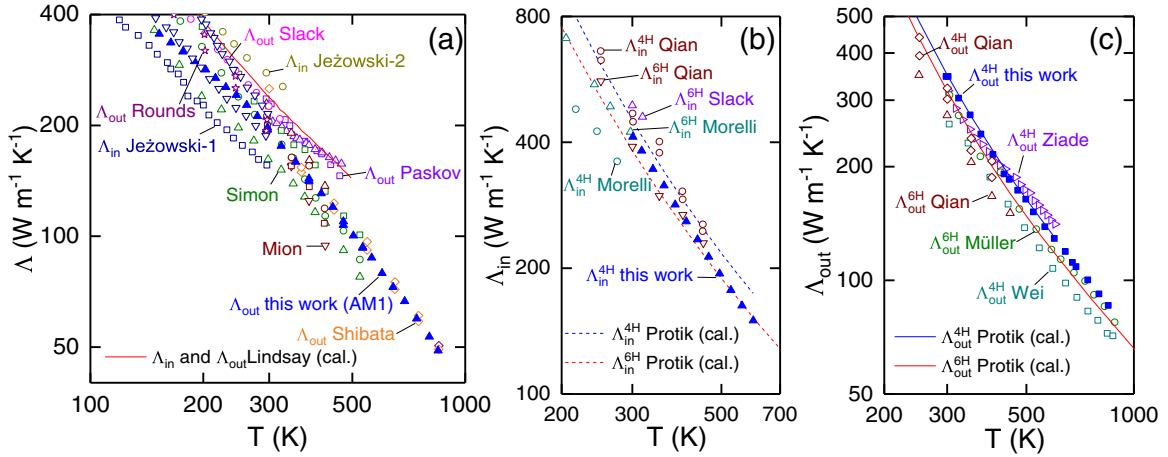 (a)
Λout Slack
Λin Jeżowski-2
Λout Rounds
Λin Jeżowski-1
Λout Paskov
Simon
Mion
Λout this work (AM1)
Λout Shibata
Λin and ΛoutLindsay (cal.)
Λ (W m⁻¹ K⁻¹)
400
200
100
50
100
200
300
500
1000
T (K)
(b)
Λin⁴ᴴ Qian
Λin⁶ᴴ Qian
Λin⁶ᴴ Slack
Λin⁶ᴴ Morelli
Λin⁴ᴴ Morelli
Λin⁴ᴴ this work
Λin⁴ᴴ Protik (cal.)
Λin⁶ᴴ Protik (cal.)
Λin (W m⁻¹ K⁻¹)
800
400
200
100
200
300
500
700
T (K)
(c)
Λout⁴ᴴ Qian
Λout⁴ᴴ this work
Λout⁴ᴴ Ziade
Λout⁶ᴴ Qian
Λout⁶ᴴ Müller
Λout⁴ᴴ Wei
Λout⁴ᴴ Protik (cal.)
Λout⁶ᴴ Protik (cal.)
Λout (W m⁻¹ K⁻¹)
500
400
300
200
100
50
200
300
500
1000
T (K)